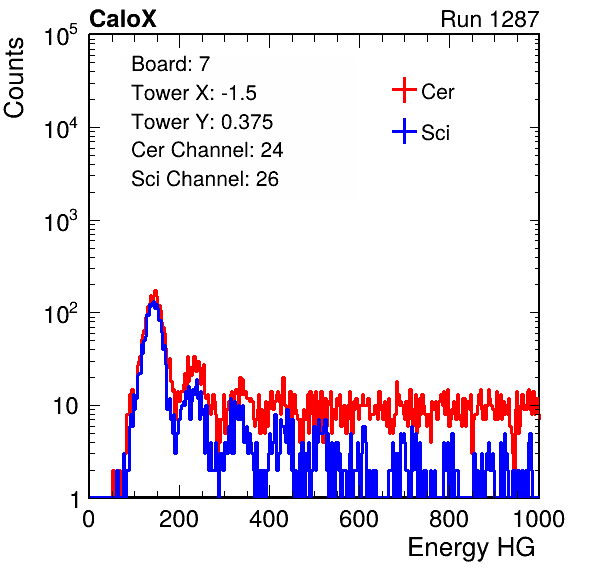 CaloX Run 1287
Counts
10^5
10^4
10^3
10^2
10
1
Board: 7
Tower X: -1.5
Tower Y: 0.375
Cer Channel: 24
Sci Channel: 26
Cer
Sci
0 200 400 600 800 1000
Energy HG